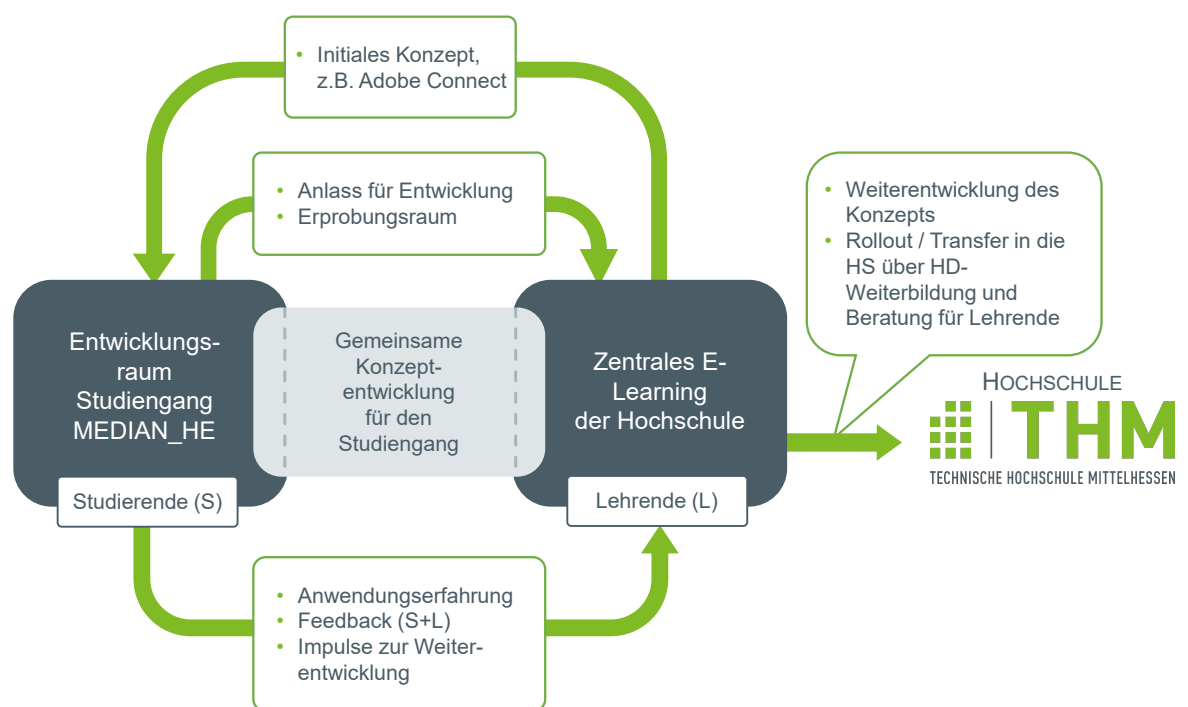 • Initiales Konzept,
z.B. Adobe Connect
• Anlass für Entwicklung
• Erprobungsraum
• Weiterentwicklung des
Konzepts
• Rollout / Transfer in die
HS über HD-
Weiterbildung und
Beratung für Lehrende
Entwicklungs-
raum
Studiengang
MEDIAN_HE
Gemeinsame
Konzept-
entwicklung
für den
Studiengang
Zentrales E-
Learning
der Hochschule
Studierende (S)
Lehrende (L)
HOCHSCHULE
THM
TECHNISCHE HOCHSCHULE MITTELHESSEN
• Anwendungserfahrung
• Feedback (S+L)
• Impulse zur Weiter-
entwicklung